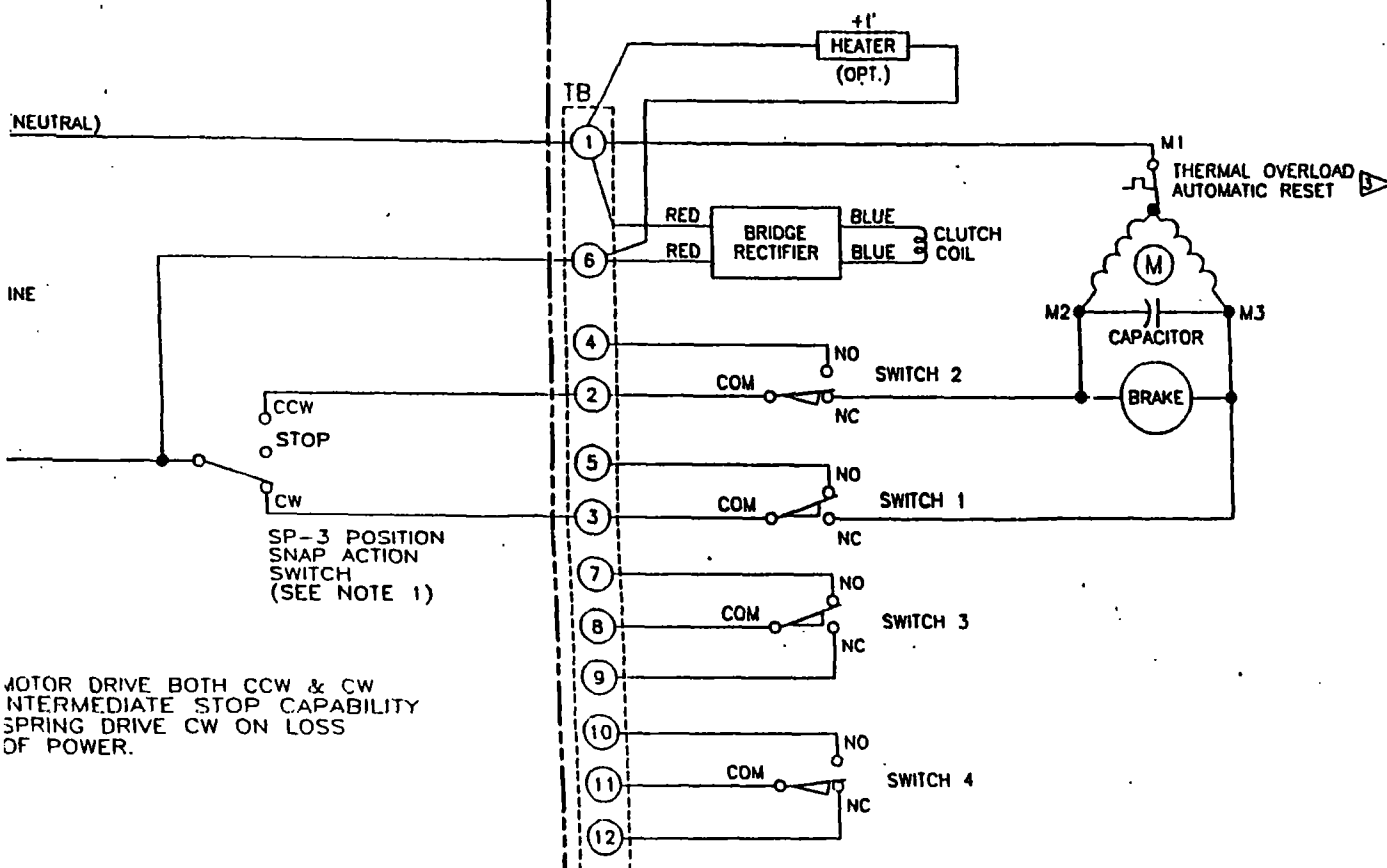 +1'
HEATER
(OPT.)
TB
NEUTRAL)
1
M1
THERMAL OVERLOAD
AUTOMATIC RESET
3
RED
BRIDGE
RECTIFIER
BLUE
CLUTCH
COIL
RED
BLUE
6
M
INE
M2
M3
CAPACITOR
4
NO
SWITCH 2
COM
2
NC
BRAKE
CCW
STOP
5
NO
SWITCH 1
CW
3
COM
NC
SP-3 POSITION
SNAP ACTION
SWITCH
(SEE NOTE 1)
7
NO
8
COM
SWITCH 3
NC
9
MOTOR DRIVE BOTH CCW & CW
INTERMEDIATE STOP CAPABILITY
SPRING DRIVE CW ON LOSS
OF POWER.
10
NO
11
COM
SWITCH 4
NC
12